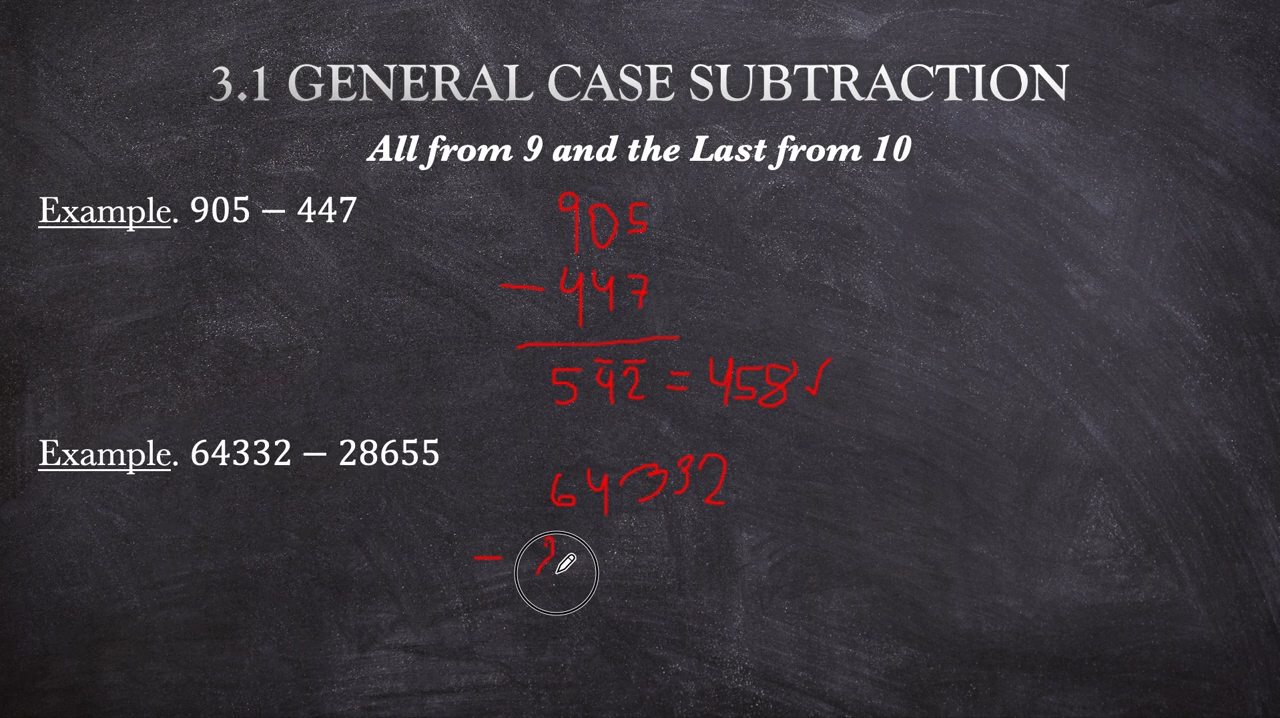 3.1 GENERAL CASE SUBTRACTION
All from 9 and the Last from 10
Example. 905 − 447
905
− 447
5 4̅ 2̅ = 458 ✓
Example. 64332 − 28655
64332
− 2